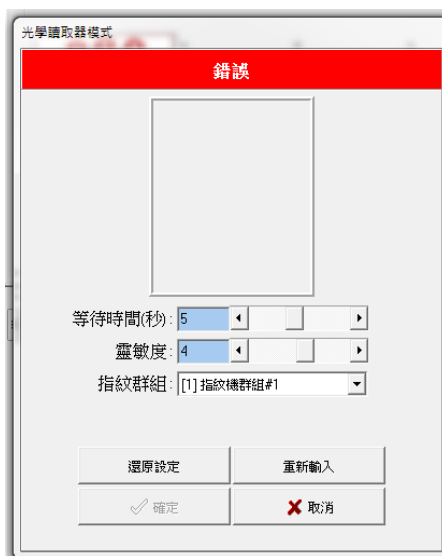 光學讀取器模式
錯誤
等待時間(秒): 5
靈敏度: 4
指紋群組: [1] 指紋機群組#1
還原設定 重新輸入
確定 取消